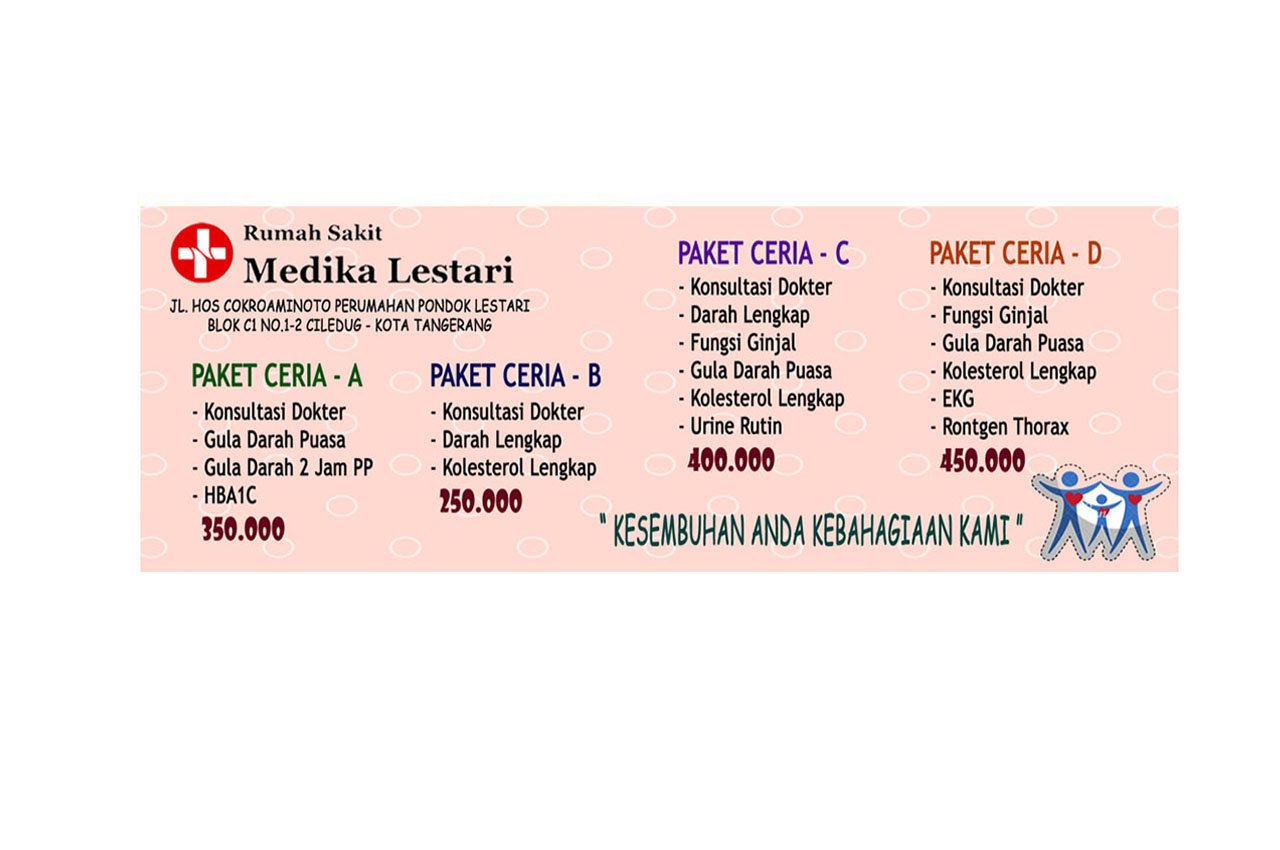 Rumah Sakit
Medika Lestari
JL. HOS COKROAMINOTO PERUMAHAN PONDOK LESTARI
BLOK C1 NO.1-2 CILEDUG - KOTA TANGERANG
PAKET CERIA - A
- Konsultasi Dokter
- Gula Darah Puasa
- Gula Darah 2 Jam PP
- HBA1C
350.000
PAKET CERIA - B
- Konsultasi Dokter
- Darah Lengkap
- Kolesterol Lengkap
250.000
PAKET CERIA - C
- Konsultasi Dokter
- Darah Lengkap
- Fungsi Ginjal
- Gula Darah Puasa
- Kolesterol Lengkap
- Urine Rutin
400.000
PAKET CERIA - D
- Konsultasi Dokter
- Fungsi Ginjal
- Gula Darah Puasa
- Kolesterol Lengkap
- EKG
- Rontgen Thorax
450.000
" KESEMBUHAN ANDA KEBAHAGIAAN KAMI "